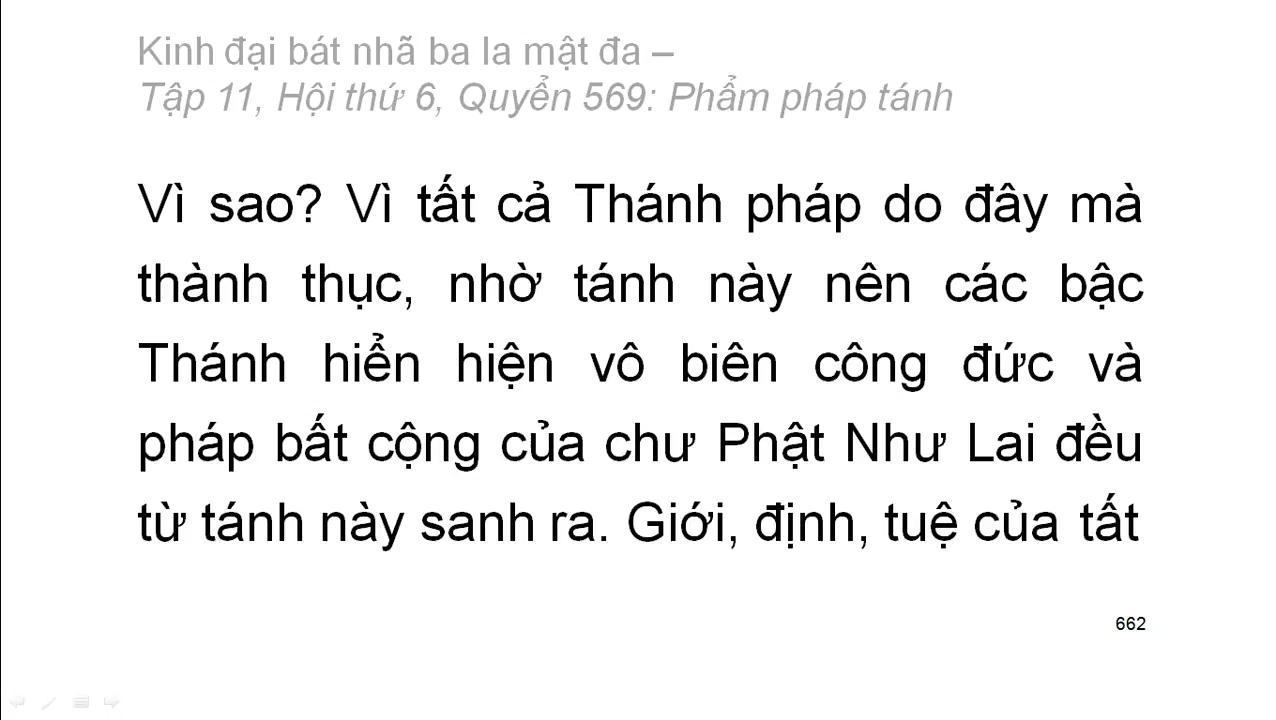 Kinh đại bát nhã ba la mật đa –
Tập 11, Hội thứ 6, Quyển 569: Phẩm pháp tánh
Vì sao? Vì tất cả Thánh pháp do đây mà
thành thục, nhờ tánh này nên các bậc
Thánh hiển hiện vô biên công đức và
pháp bất cộng của chư Phật Như Lai đều
từ tánh này sanh ra. Giới, định, tuệ của tất
662